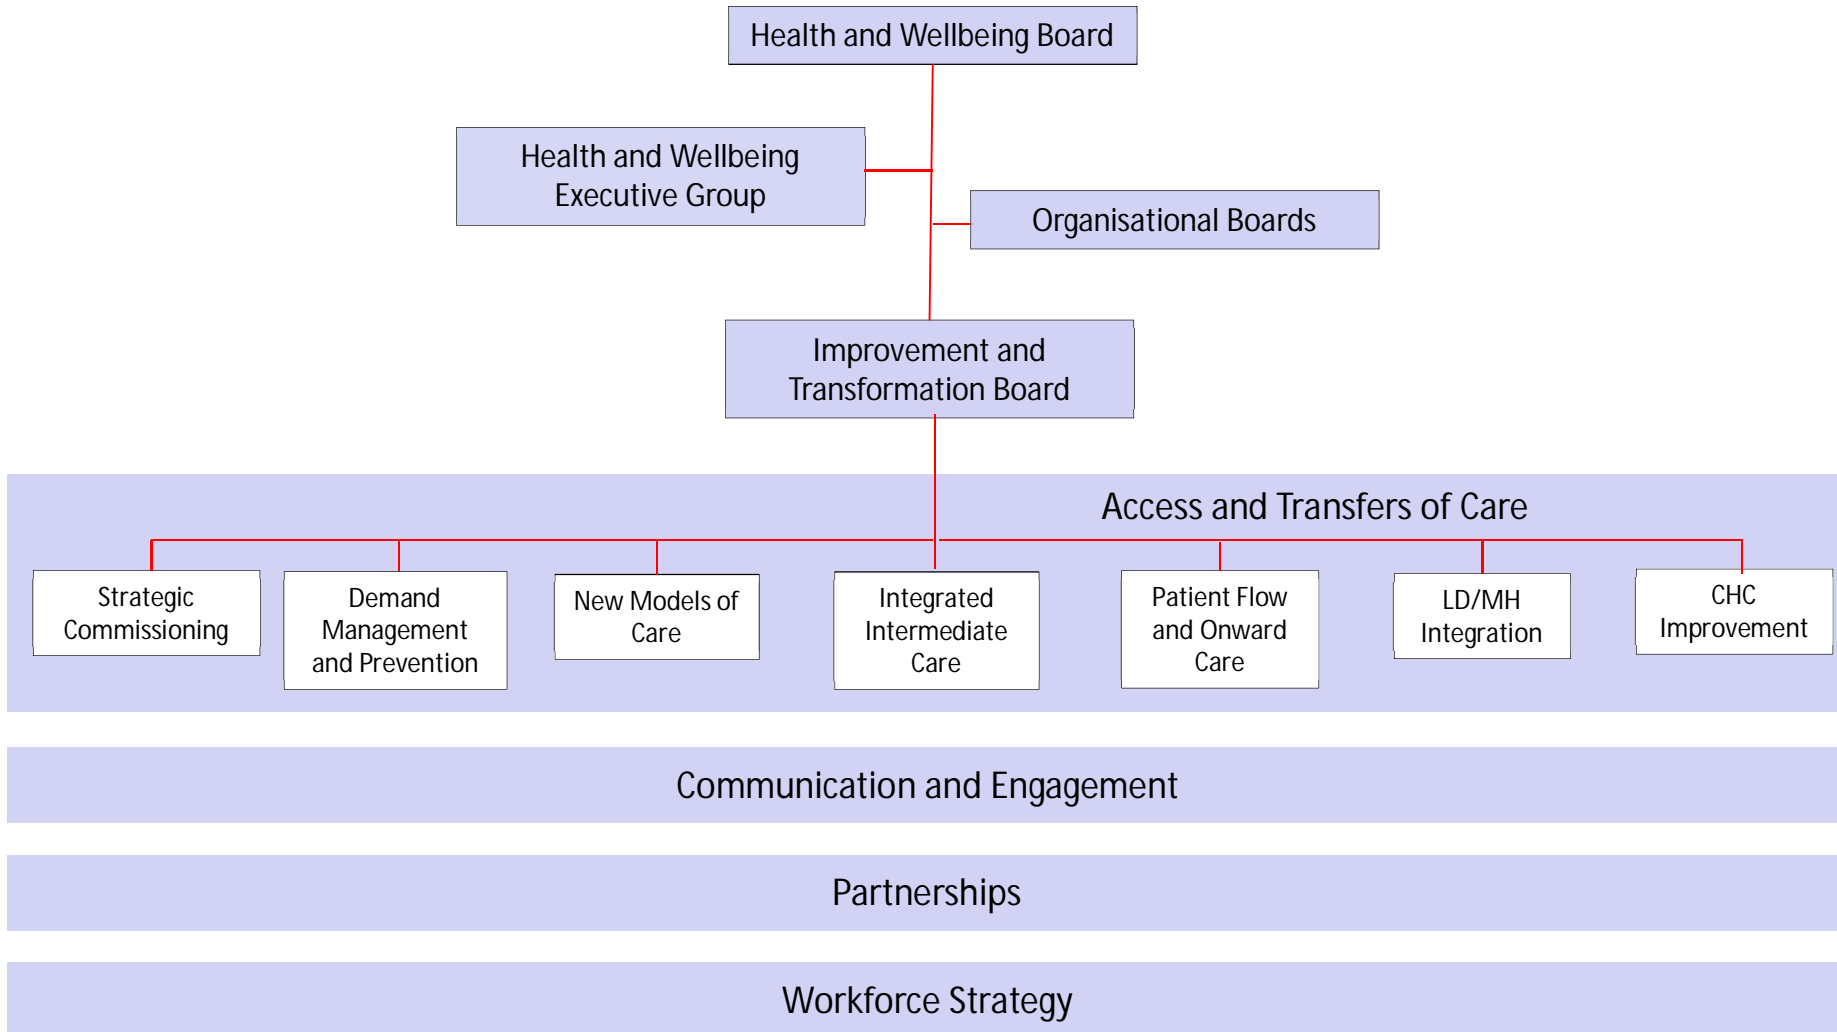 Health and Wellbeing Board
Health and Wellbeing
Executive Group
Organisational Boards
Improvement and
Transformation Board
Access and Transfers of Care
Strategic
Commissioning
Demand
Management
and Prevention
New Models of
Care
Integrated
Intermediate
Care
Patient Flow
and Onward
Care
LD/MH
Integration
CHC
Improvement
Communication and Engagement
Partnerships
Workforce Strategy